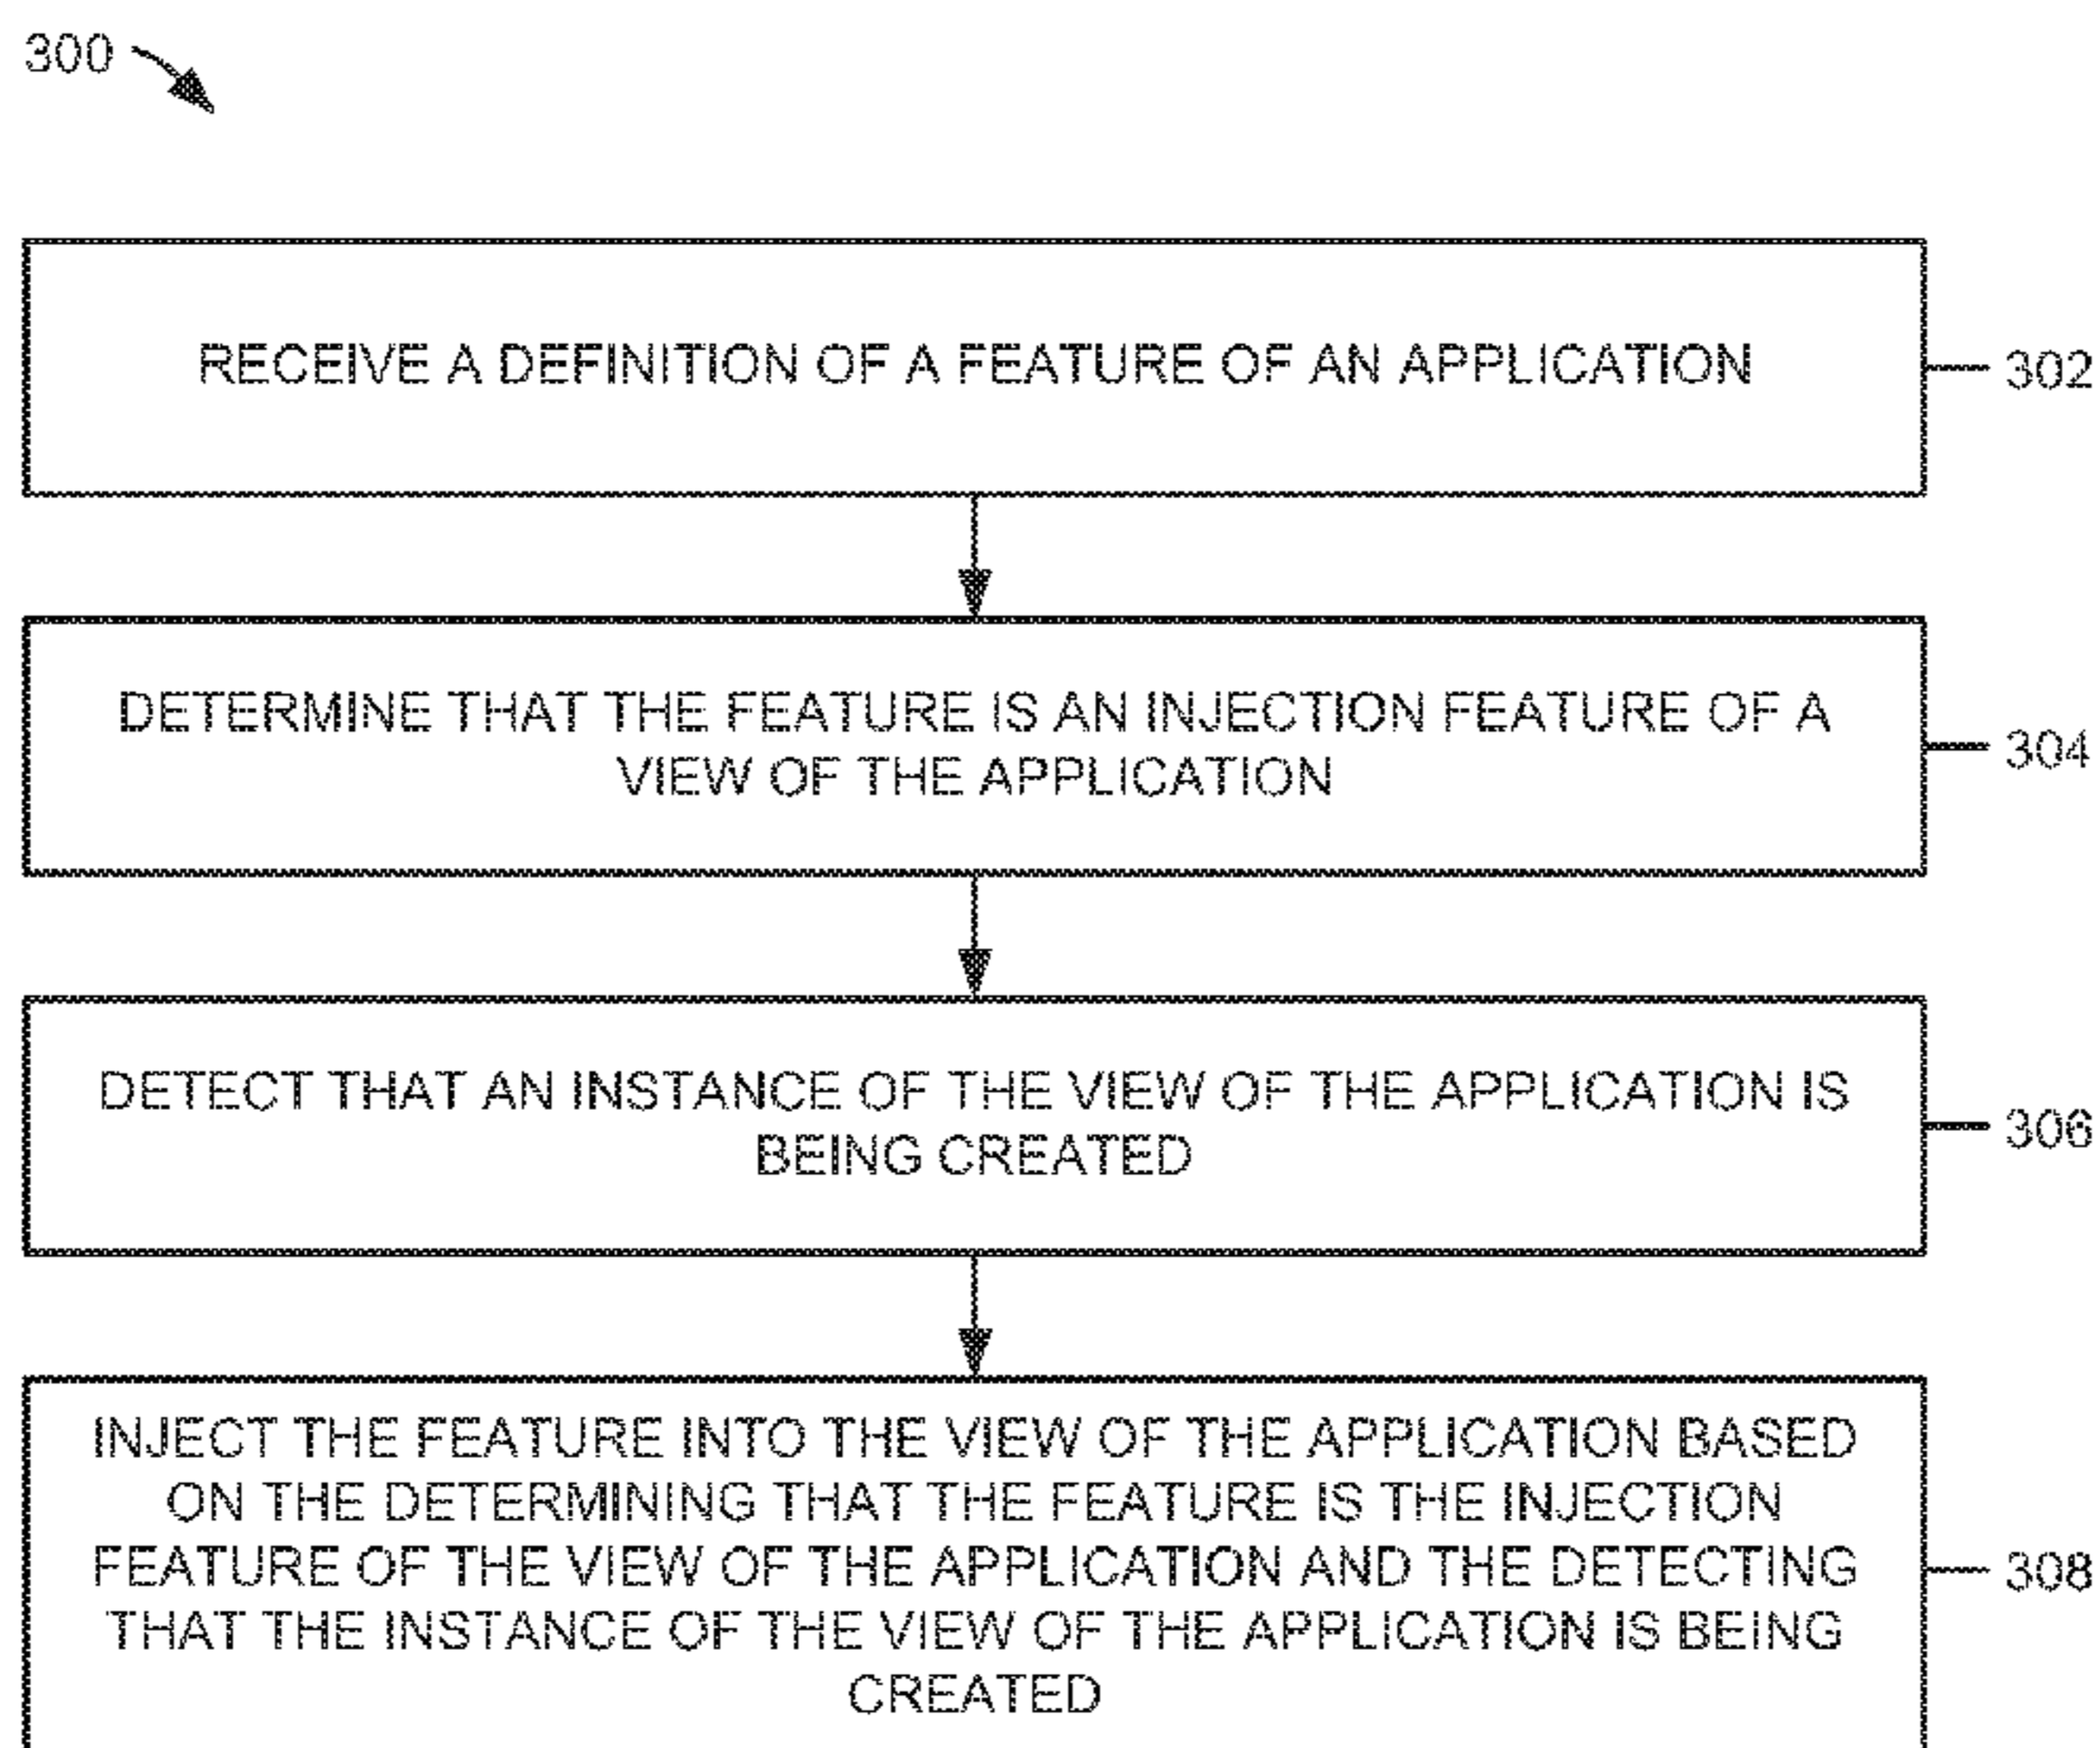 300
RECEIVE A DEFINITION OF A FEATURE OF AN APPLICATION
302
DETERMINE THAT THE FEATURE IS AN INJECTION FEATURE OF A
VIEW OF THE APPLICATION
304
DETECT THAT AN INSTANCE OF THE VIEW OF THE APPLICATION IS
BEING CREATED
306
INJECT THE FEATURE INTO THE VIEW OF THE APPLICATION BASED
ON THE DETERMINING THAT THE FEATURE IS THE INJECTION
FEATURE OF THE VIEW OF THE APPLICATION AND THE DETECTING
THAT THE INSTANCE OF THE VIEW OF THE APPLICATION IS BEING
CREATED
308